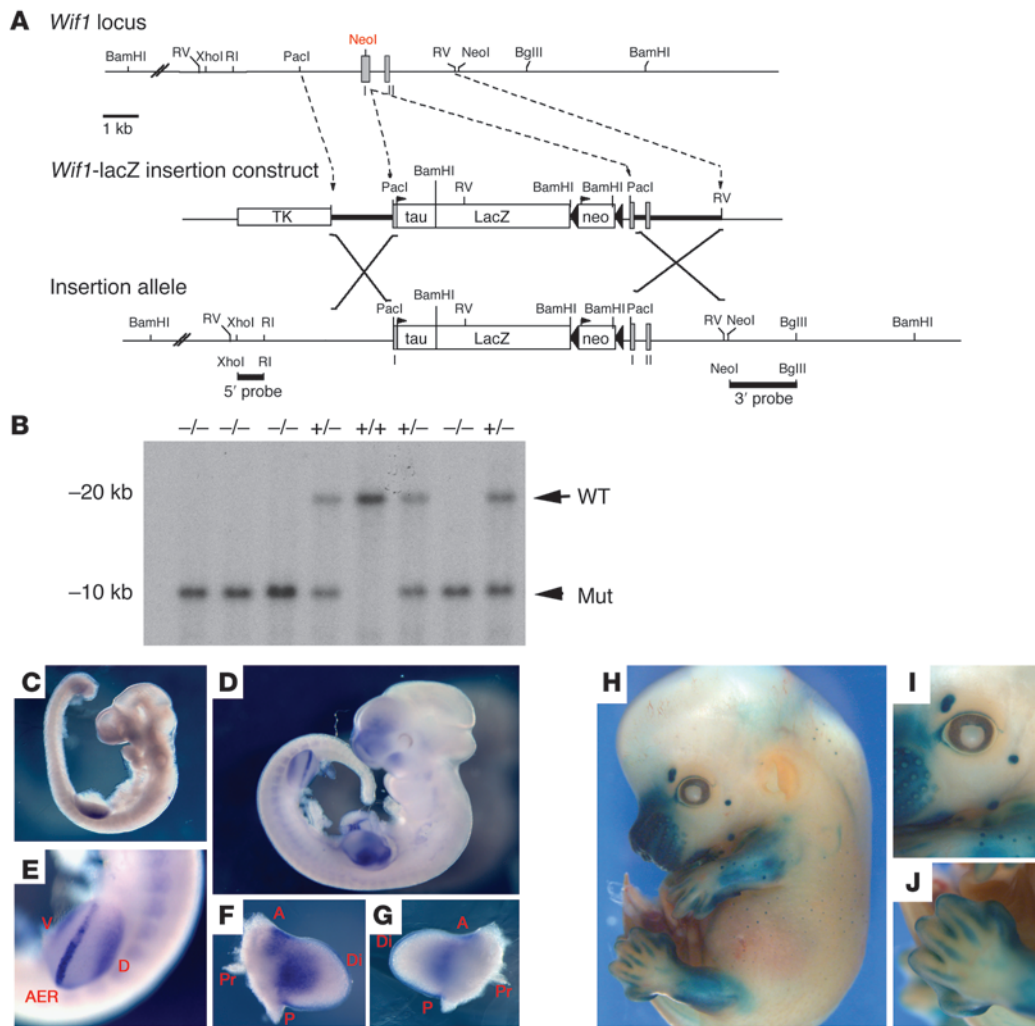 A
Wif1 locus
NeoI
BamHI RV XhoI RI PacI RV NeoI BgIII BamHI
I II
1 kb
Wif1-lacZ insertion construct
BamHI BamHI BamHI PacI
PacI RV RV
TK tau LacZ neo
Insertion allele
BamHI BamHI BamHI PacI
BamHI RV XhoI RI PacI RV RV NeoI BgIII BamHI
tau LacZ neo
XhoI RI I I II NeoI BgIII
5′ probe 3′ probe
B
−/− −/− −/− +/− +/+ +/− −/− +/−
−20 kb WT
−10 kb Mut
C D H I
E V D AER
F A Di Pr P
G Di A P Pr
J